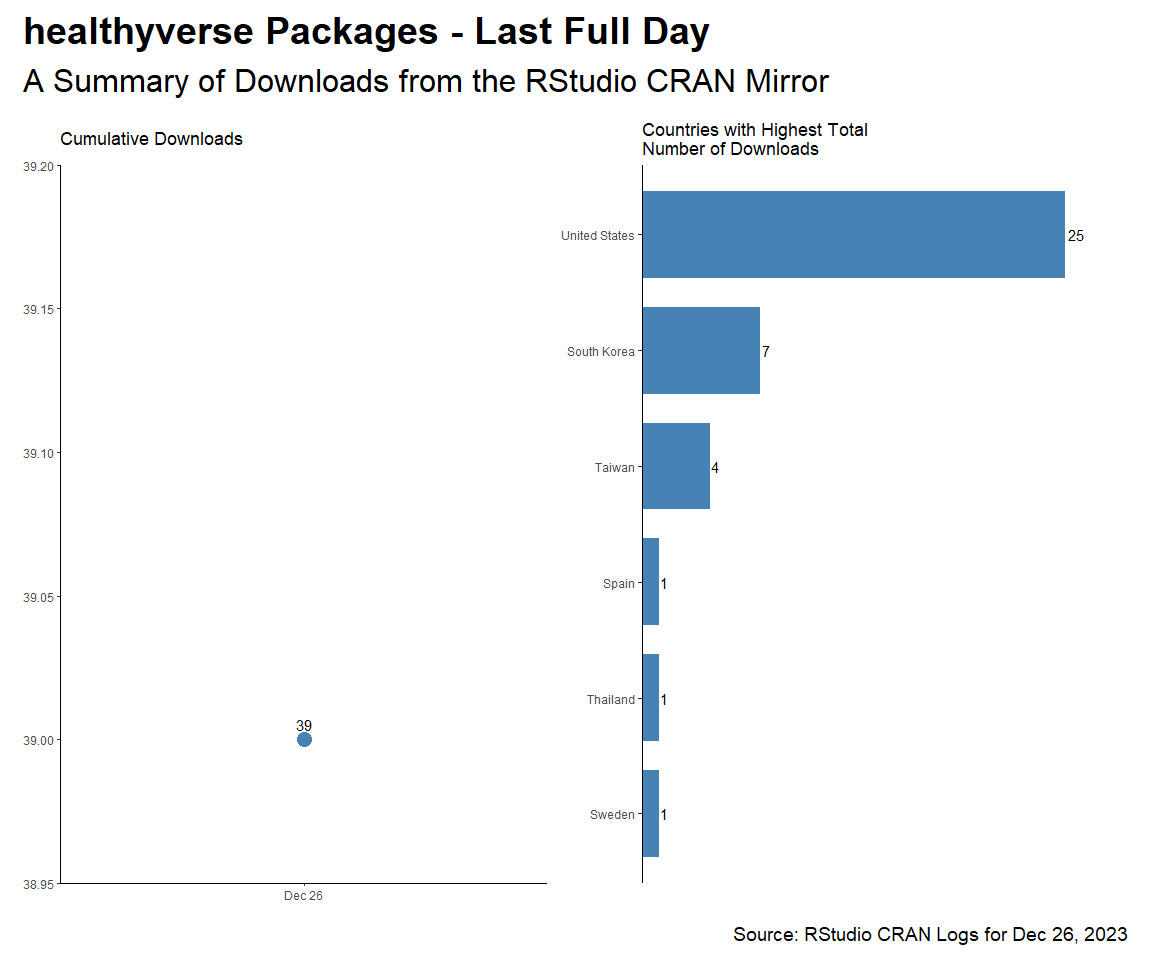 healthyverse Packages - Last Full Day
A Summary of Downloads from the RStudio CRAN Mirror
Cumulative Downloads
39.20
39.15
39.10
39.05
39.00
38.95
39
Dec 26
Countries with Highest Total
Number of Downloads
United States 25
South Korea 7
Taiwan 4
Spain 1
Thailand 1
Sweden 1
Source: RStudio CRAN Logs for Dec 26, 2023